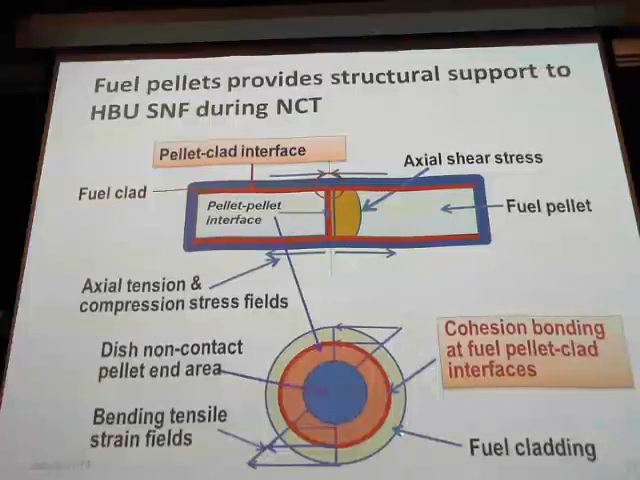 Fuel pellets provides structural support to
HBU SNF during NCT
Pellet-clad interface
Axial shear stress
Fuel clad
Pellet-pellet
interface
Fuel pellet
Axial tension &
compression stress fields
Dish non-contact
pellet end area
Cohesion bonding
at fuel pellet-clad
interfaces
Bending tensile
strain fields
Fuel cladding